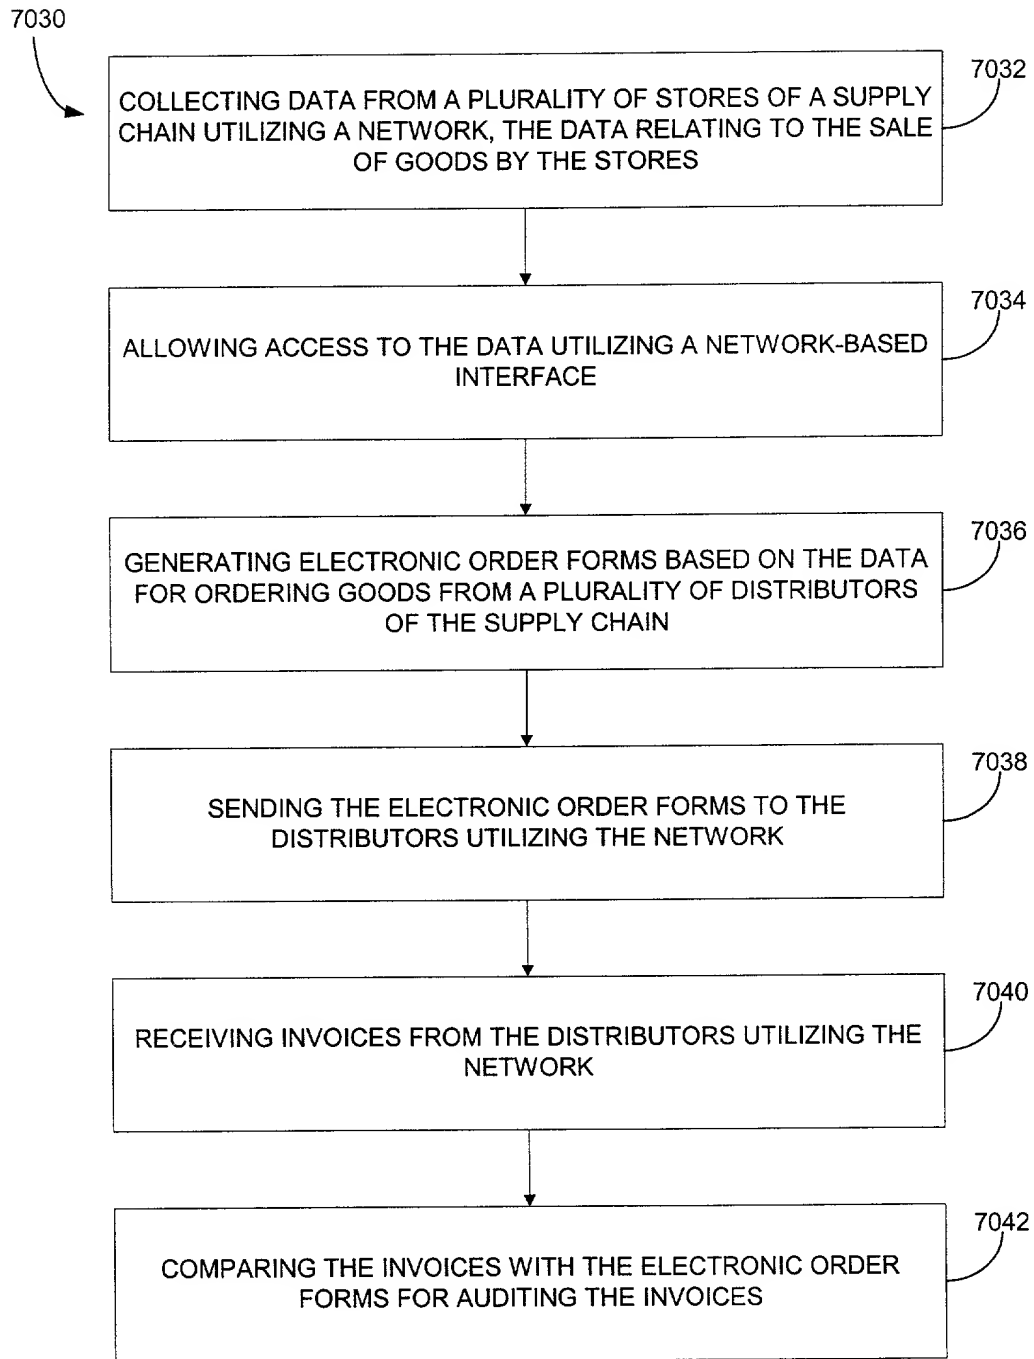 7030
7032
COLLECTING DATA FROM A PLURALITY OF STORES OF A SUPPLY
CHAIN UTILIZING A NETWORK, THE DATA RELATING TO THE SALE
OF GOODS BY THE STORES
7034
ALLOWING ACCESS TO THE DATA UTILIZING A NETWORK-BASED
INTERFACE
7036
GENERATING ELECTRONIC ORDER FORMS BASED ON THE DATA
FOR ORDERING GOODS FROM A PLURALITY OF DISTRIBUTORS
OF THE SUPPLY CHAIN
7038
SENDING THE ELECTRONIC ORDER FORMS TO THE
DISTRIBUTORS UTILIZING THE NETWORK
7040
RECEIVING INVOICES FROM THE DISTRIBUTORS UTILIZING THE
NETWORK
7042
COMPARING THE INVOICES WITH THE ELECTRONIC ORDER
FORMS FOR AUDITING THE INVOICES